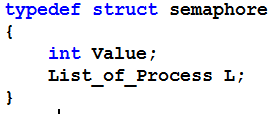 typedef struct semaphore
{
    int Value;
    List_of_Process L;
}